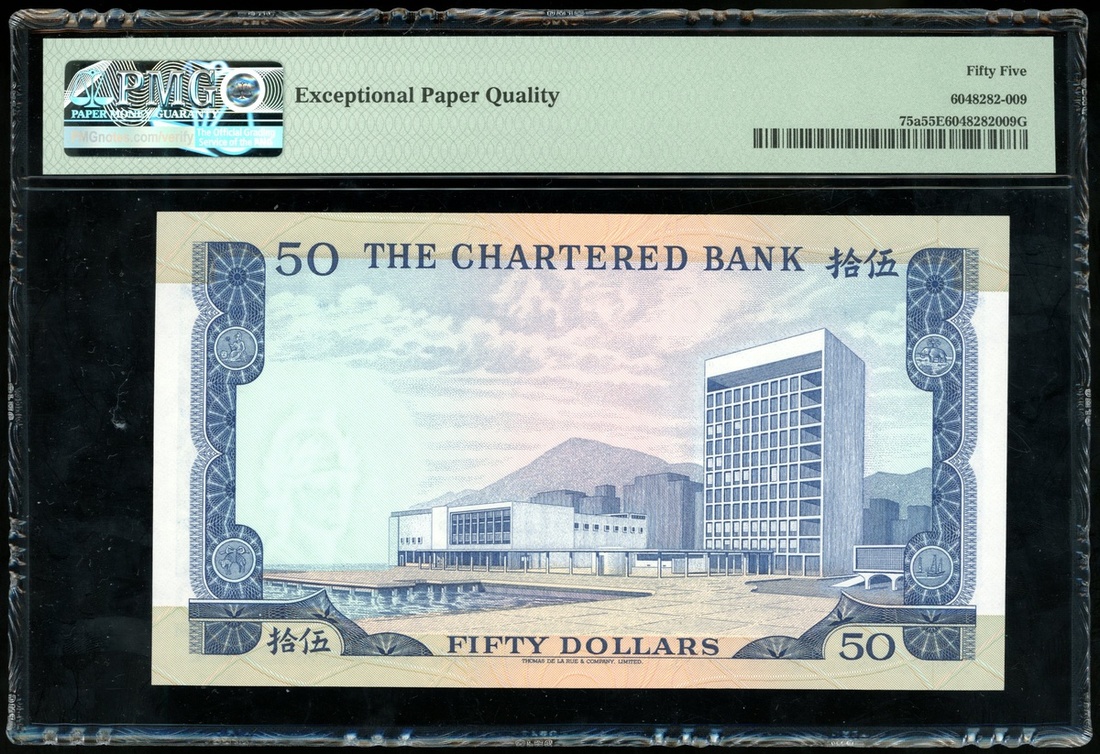 PMG
PAPER MONEY GUARANTY
PMGnotes.com/verify
The Official Grading
Service of the
Exceptional Paper Quality
Fifty Five
6048282-009
75a55E6048282009G
50 THE CHARTERED BANK 拾伍
拾伍 FIFTY DOLLARS 50
THOMAS DE LA RUE & COMPANY, LIMITED.